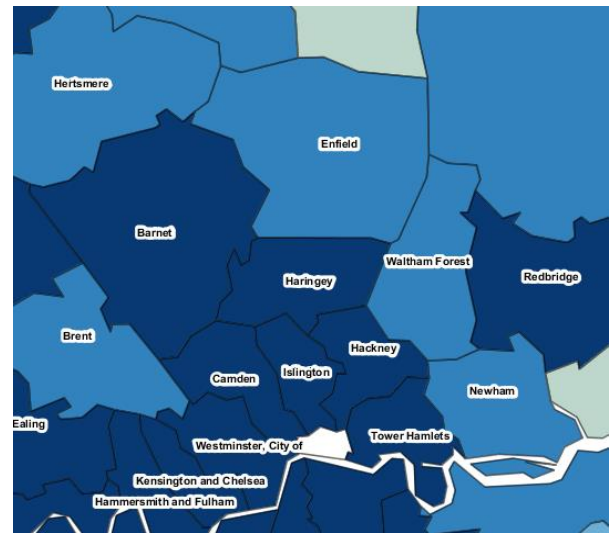 Hertsmere
Enfield
Barnet
Waltham Forest
Haringey
Redbridge
Brent
Hackney
Camden
Islington
Newham
Ealing
Westminster, City of
Tower Hamlets
Kensington and Chelsea
Hammersmith and Fulham